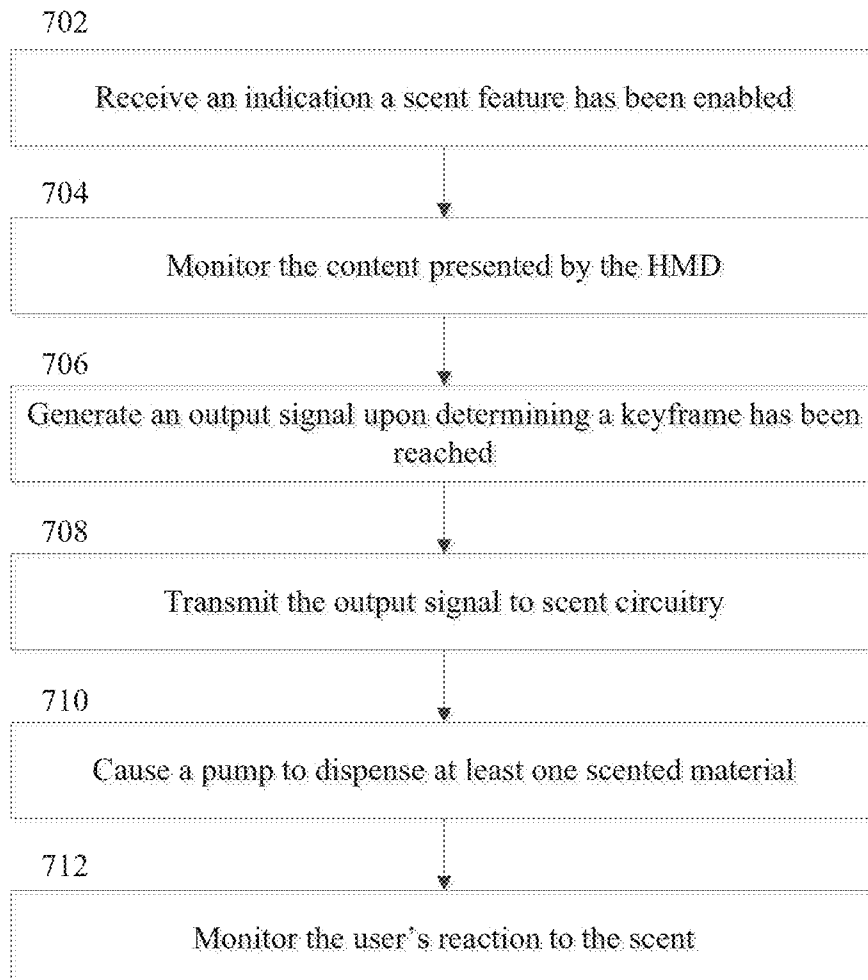 702
Receive an indication a scent feature has been enabled
704
Monitor the content presented by the HMD
706
Generate an output signal upon determining a keyframe has been
reached
708
Transmit the output signal to scent circuitry
710
Cause a pump to dispense at least one scented material
712
Monitor the user's reaction to the scent